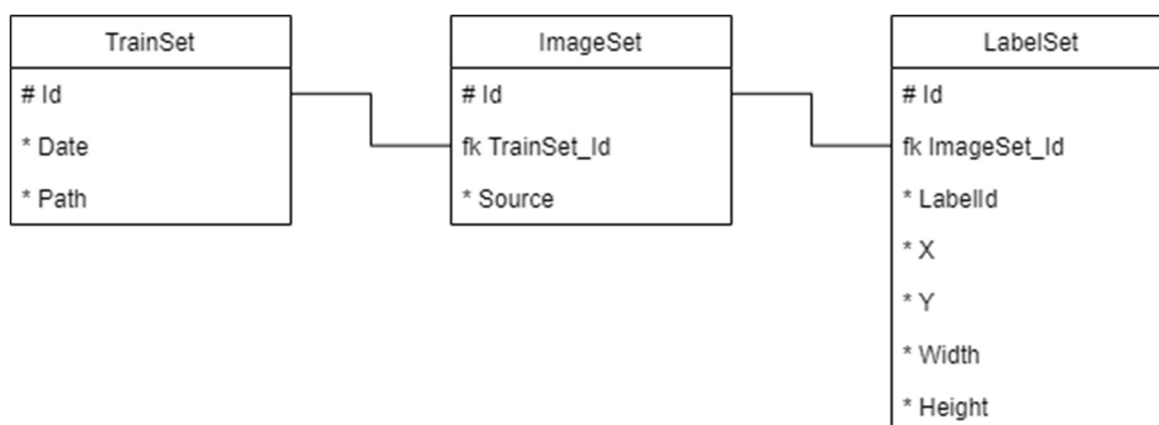 TrainSet
# Id
* Date
* Path
ImageSet
# Id
fk TrainSet_Id
* Source
LabelSet
# Id
fk ImageSet_Id
* LabelId
* X
* Y
* Width
* Height